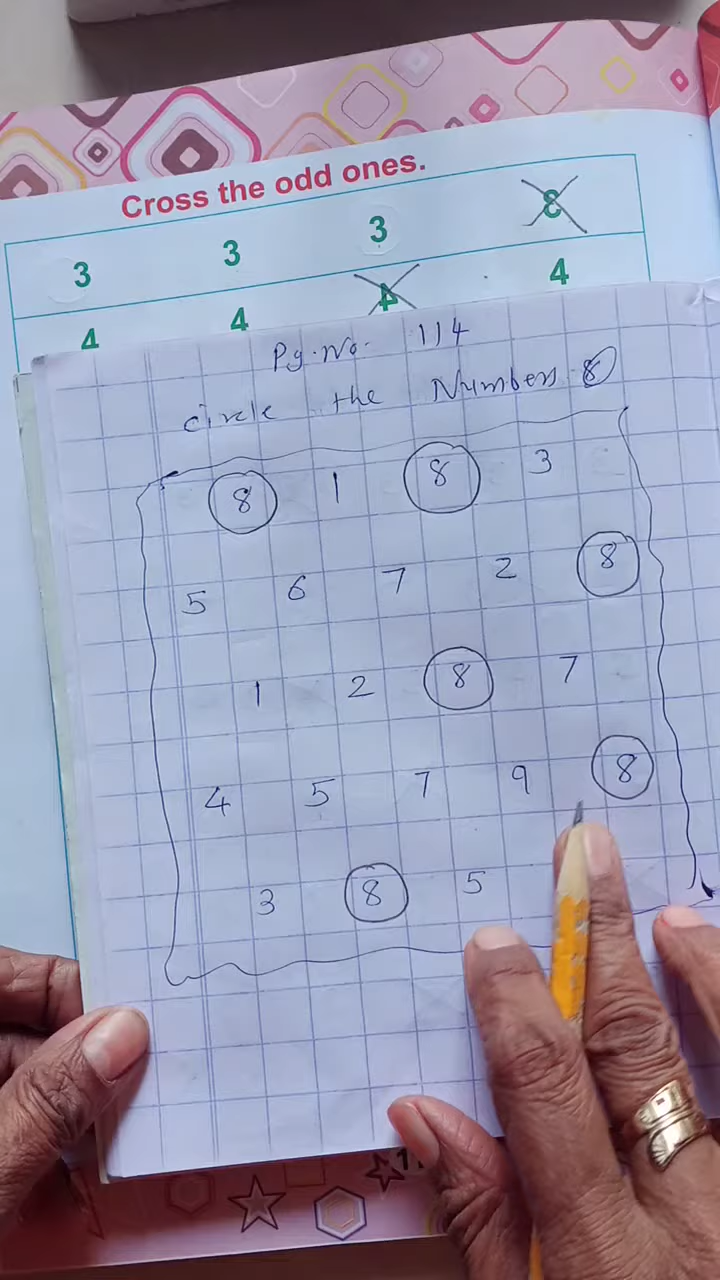 Cross the odd ones.
3 3 3 8
4 4 4 4
Pg. No. 114
circle the Numbers 8
8 1 8 3
5 6 7 2 8
1 2 8 7
4 5 7 9 8
3 8 5